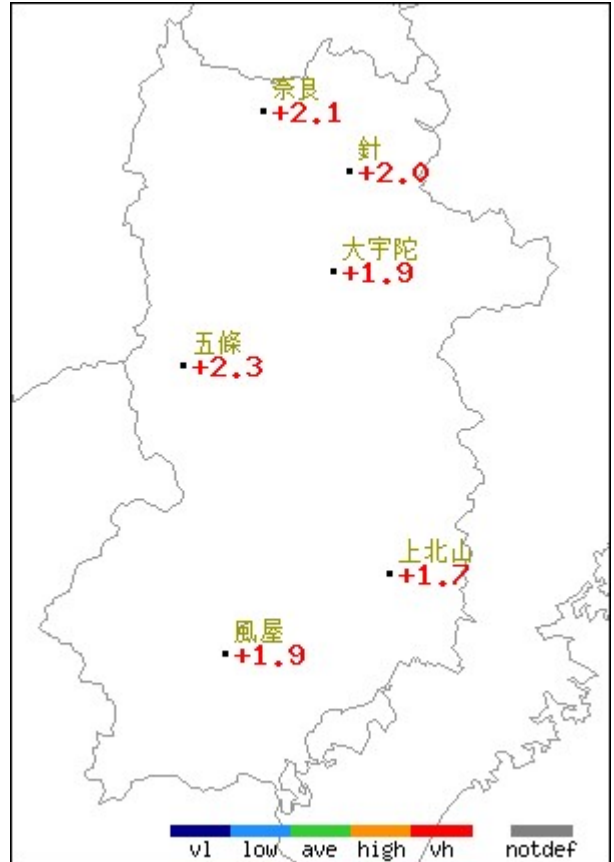 奈良
+2.1
針
+2.0
大宇陀
+1.9
五條
+2.3
上北山
+1.7
風屋
+1.9
vl low ave high vh notdef